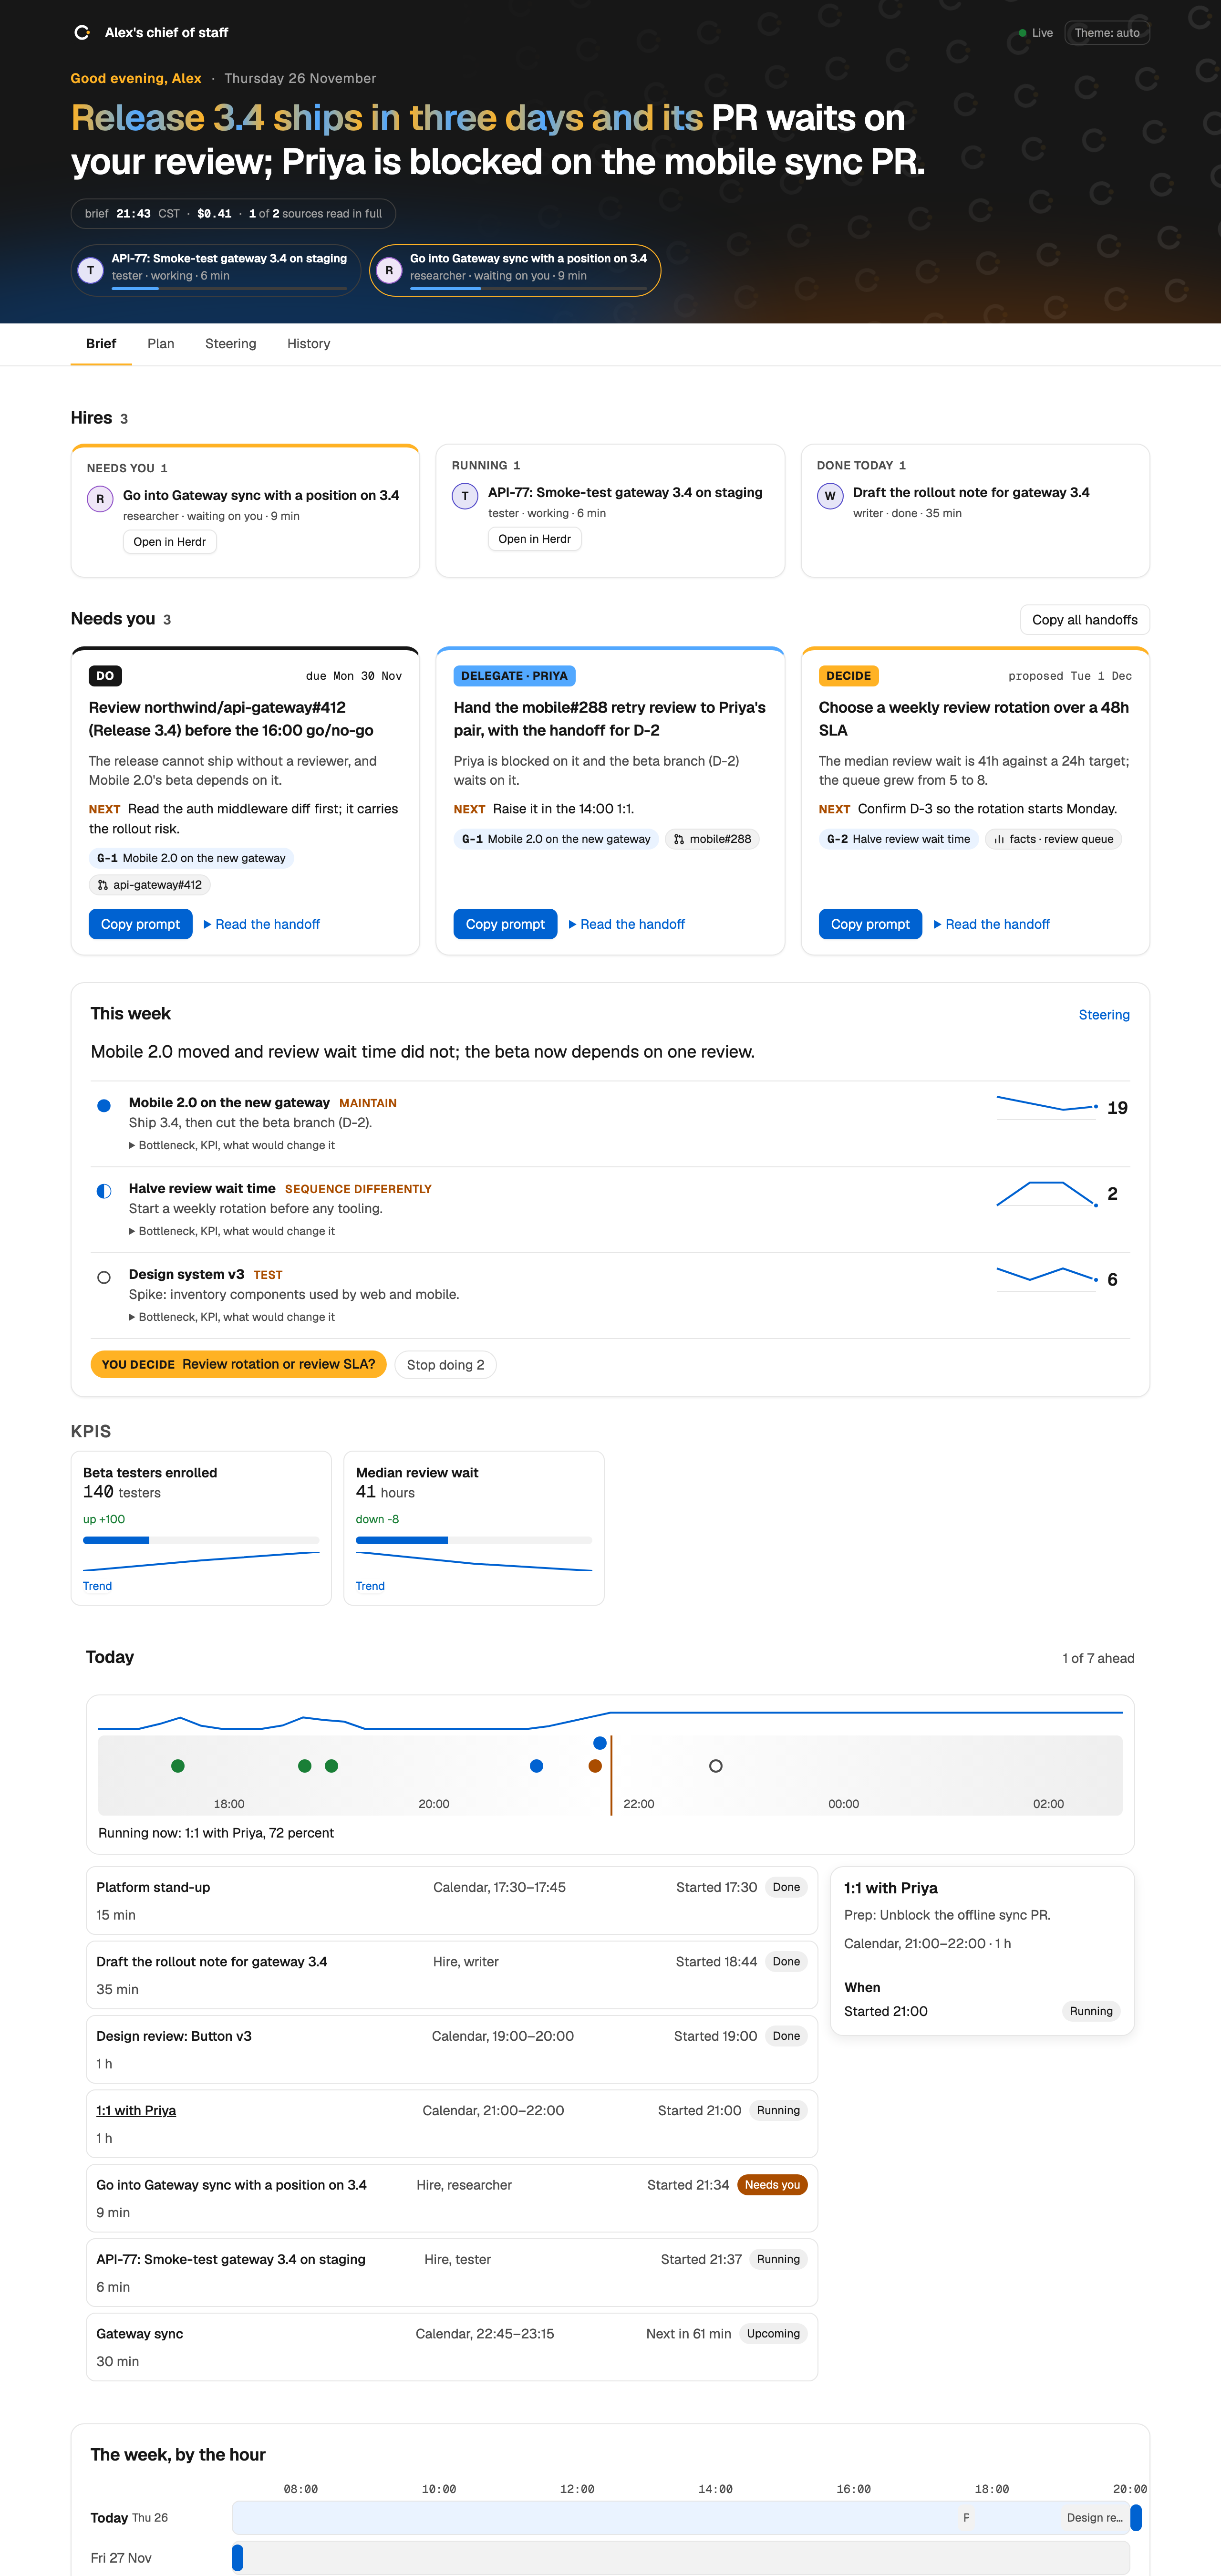 Alex's chief of staff
Live
Theme: auto
Good evening, Alex · Thursday 26 November
Release 3.4 ships in three days and its PR waits on
your review; Priya is blocked on the mobile sync PR.
brief 21:43 CST · $0.41 · 1 of 2 sources read in full
T
API-77: Smoke-test gateway 3.4 on staging
tester · working · 6 min
R
Go into Gateway sync with a position on 3.4
researcher · waiting on you · 9 min
Brief
Plan
Steering
History
Hires 3
NEEDS YOU 1
R
Go into Gateway sync with a position on 3.4
researcher · waiting on you · 9 min
Open in Herdr
RUNNING 1
T
API-77: Smoke-test gateway 3.4 on staging
tester · working · 6 min
Open in Herdr
DONE TODAY 1
W
Draft the rollout note for gateway 3.4
writer · done · 35 min
Needs you 3
Copy all handoffs
DO
due Mon 30 Nov
Review northwind/api-gateway#412
(Release 3.4) before the 16:00 go/no-go
The release cannot ship without a reviewer, and
Mobile 2.0's beta depends on it.
NEXT Read the auth middleware diff first; it carries
the rollout risk.
G-1 Mobile 2.0 on the new gateway
api-gateway#412
Copy prompt
Read the handoff
DELEGATE · PRIYA
Hand the mobile#288 retry review to Priya's
pair, with the handoff for D-2
Priya is blocked on it and the beta branch (D-2)
waits on it.
NEXT Raise it in the 14:00 1:1.
G-1 Mobile 2.0 on the new gateway
mobile#288
Copy prompt
Read the handoff
DECIDE
proposed Tue 1 Dec
Choose a weekly review rotation over a 48h
SLA
The median review wait is 41h against a 24h target;
the queue grew from 5 to 8.
NEXT Confirm D-3 so the rotation starts Monday.
G-2 Halve review wait time
facts · review queue
Copy prompt
Read the handoff
This week
Steering
Mobile 2.0 moved and review wait time did not; the beta now depends on one review.
Mobile 2.0 on the new gateway MAINTAIN
Ship 3.4, then cut the beta branch (D-2).
Bottleneck, KPI, what would change it
19
Halve review wait time SEQUENCE DIFFERENTLY
Start a weekly rotation before any tooling.
Bottleneck, KPI, what would change it
2
Design system v3 TEST
Spike: inventory components used by web and mobile.
Bottleneck, KPI, what would change it
6
YOU DECIDE Review rotation or review SLA?
Stop doing 2
KPIS
Beta testers enrolled
140 testers
up +100
Trend
Median review wait
41 hours
down -8
Trend
Today
1 of 7 ahead
18:00
20:00
22:00
00:00
02:00
Running now: 1:1 with Priya, 72 percent
Platform stand-up
Calendar, 17:30–17:45
Started 17:30
Done
15 min
Draft the rollout note for gateway 3.4
Hire, writer
Started 18:44
Done
35 min
Design review: Button v3
Calendar, 19:00–20:00
Started 19:00
Done
1 h
1:1 with Priya
Calendar, 21:00–22:00
Started 21:00
Running
1 h
Go into Gateway sync with a position on 3.4
Hire, researcher
Started 21:34
Needs you
9 min
API-77: Smoke-test gateway 3.4 on staging
Hire, tester
Started 21:37
Running
6 min
Gateway sync
Calendar, 22:45–23:15
Next in 61 min
Upcoming
30 min
1:1 with Priya
Prep: Unblock the offline sync PR.
Calendar, 21:00–22:00 · 1 h
When
Started 21:00
Running
The week, by the hour
08:00
10:00
12:00
14:00
16:00
18:00
20:00
Today Thu 26
P
Design re...
Fri 27 Nov